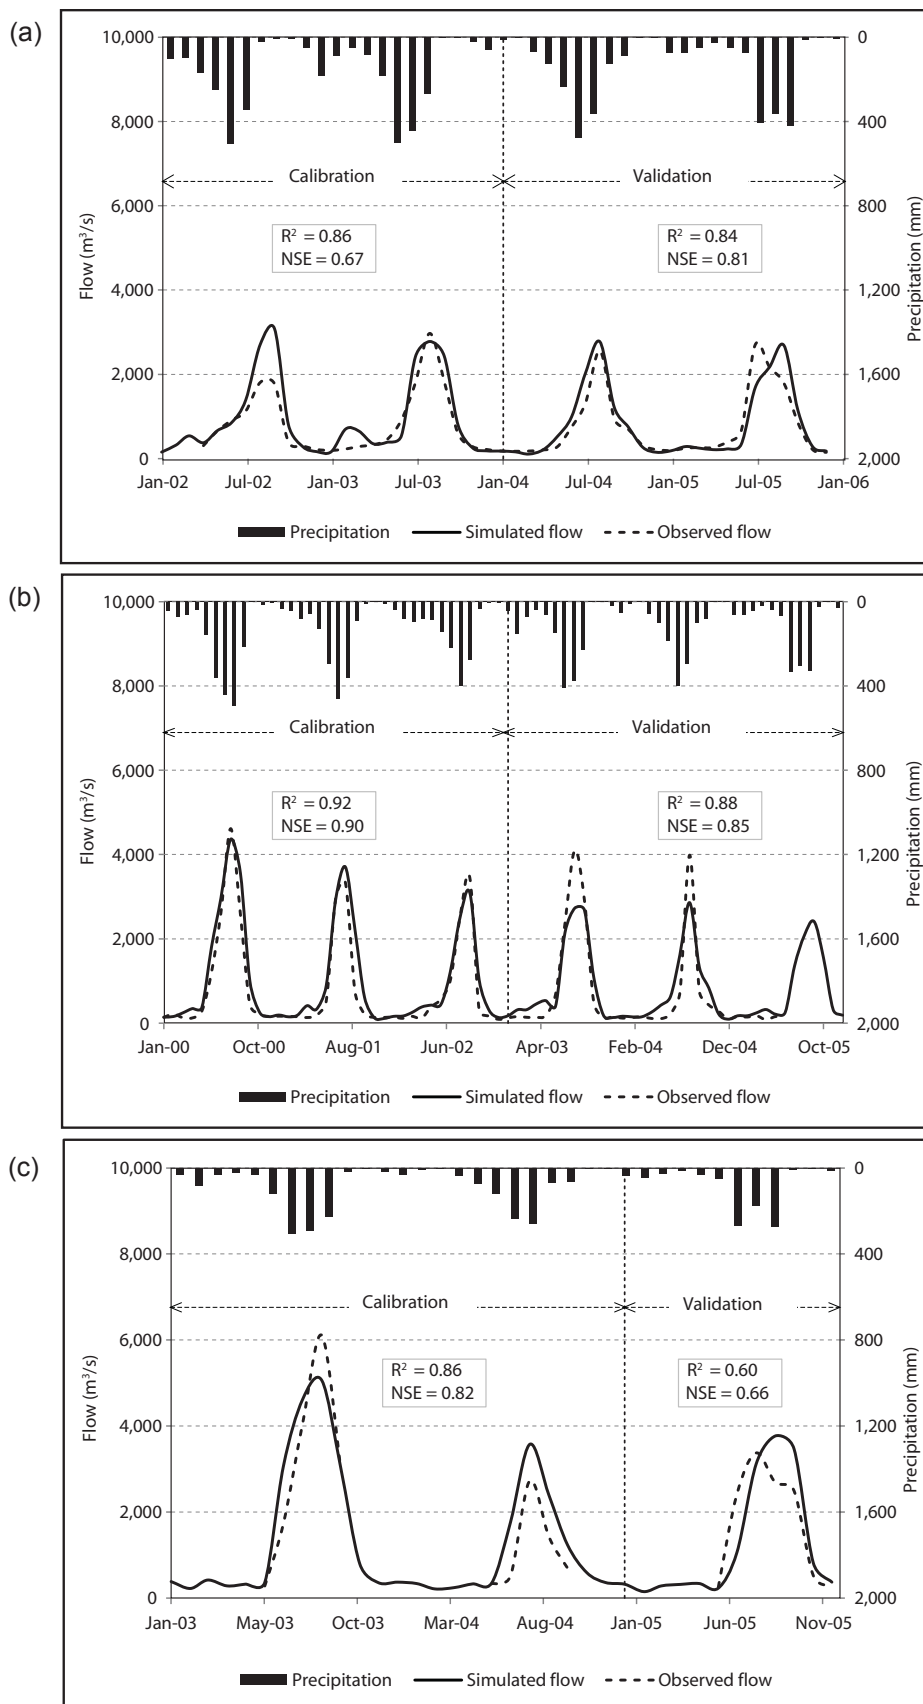 (a)
10,000
8,000
6,000
4,000
2,000
0
Flow (m³/s)
0
400
800
1,200
1,600
2,000
Precipitation (mm)
Calibration
Validation
R² = 0.86
NSE = 0.67
R² = 0.84
NSE = 0.81
Jan-02 Jul-02 Jan-03 Jul-03 Jan-04 Jul-04 Jan-05 Jul-05 Jan-06
Precipitation Simulated flow Observed flow
(b)
10,000
8,000
6,000
4,000
2,000
0
Flow (m³/s)
0
400
800
1,200
1,600
2,000
Precipitation (mm)
Calibration
Validation
R² = 0.92
NSE = 0.90
R² = 0.88
NSE = 0.85
Jan-00 Oct-00 Aug-01 Jun-02 Apr-03 Feb-04 Dec-04 Oct-05
Precipitation Simulated flow Observed flow
(c)
10,000
8,000
6,000
4,000
2,000
0
Flow (m³/s)
0
400
800
1,200
1,600
2,000
Precipitation (mm)
Calibration
Validation
R² = 0.86
NSE = 0.82
R² = 0.60
NSE = 0.66
Jan-03 May-03 Oct-03 Mar-04 Aug-04 Jan-05 Jun-05 Nov-05
Precipitation Simulated flow Observed flow